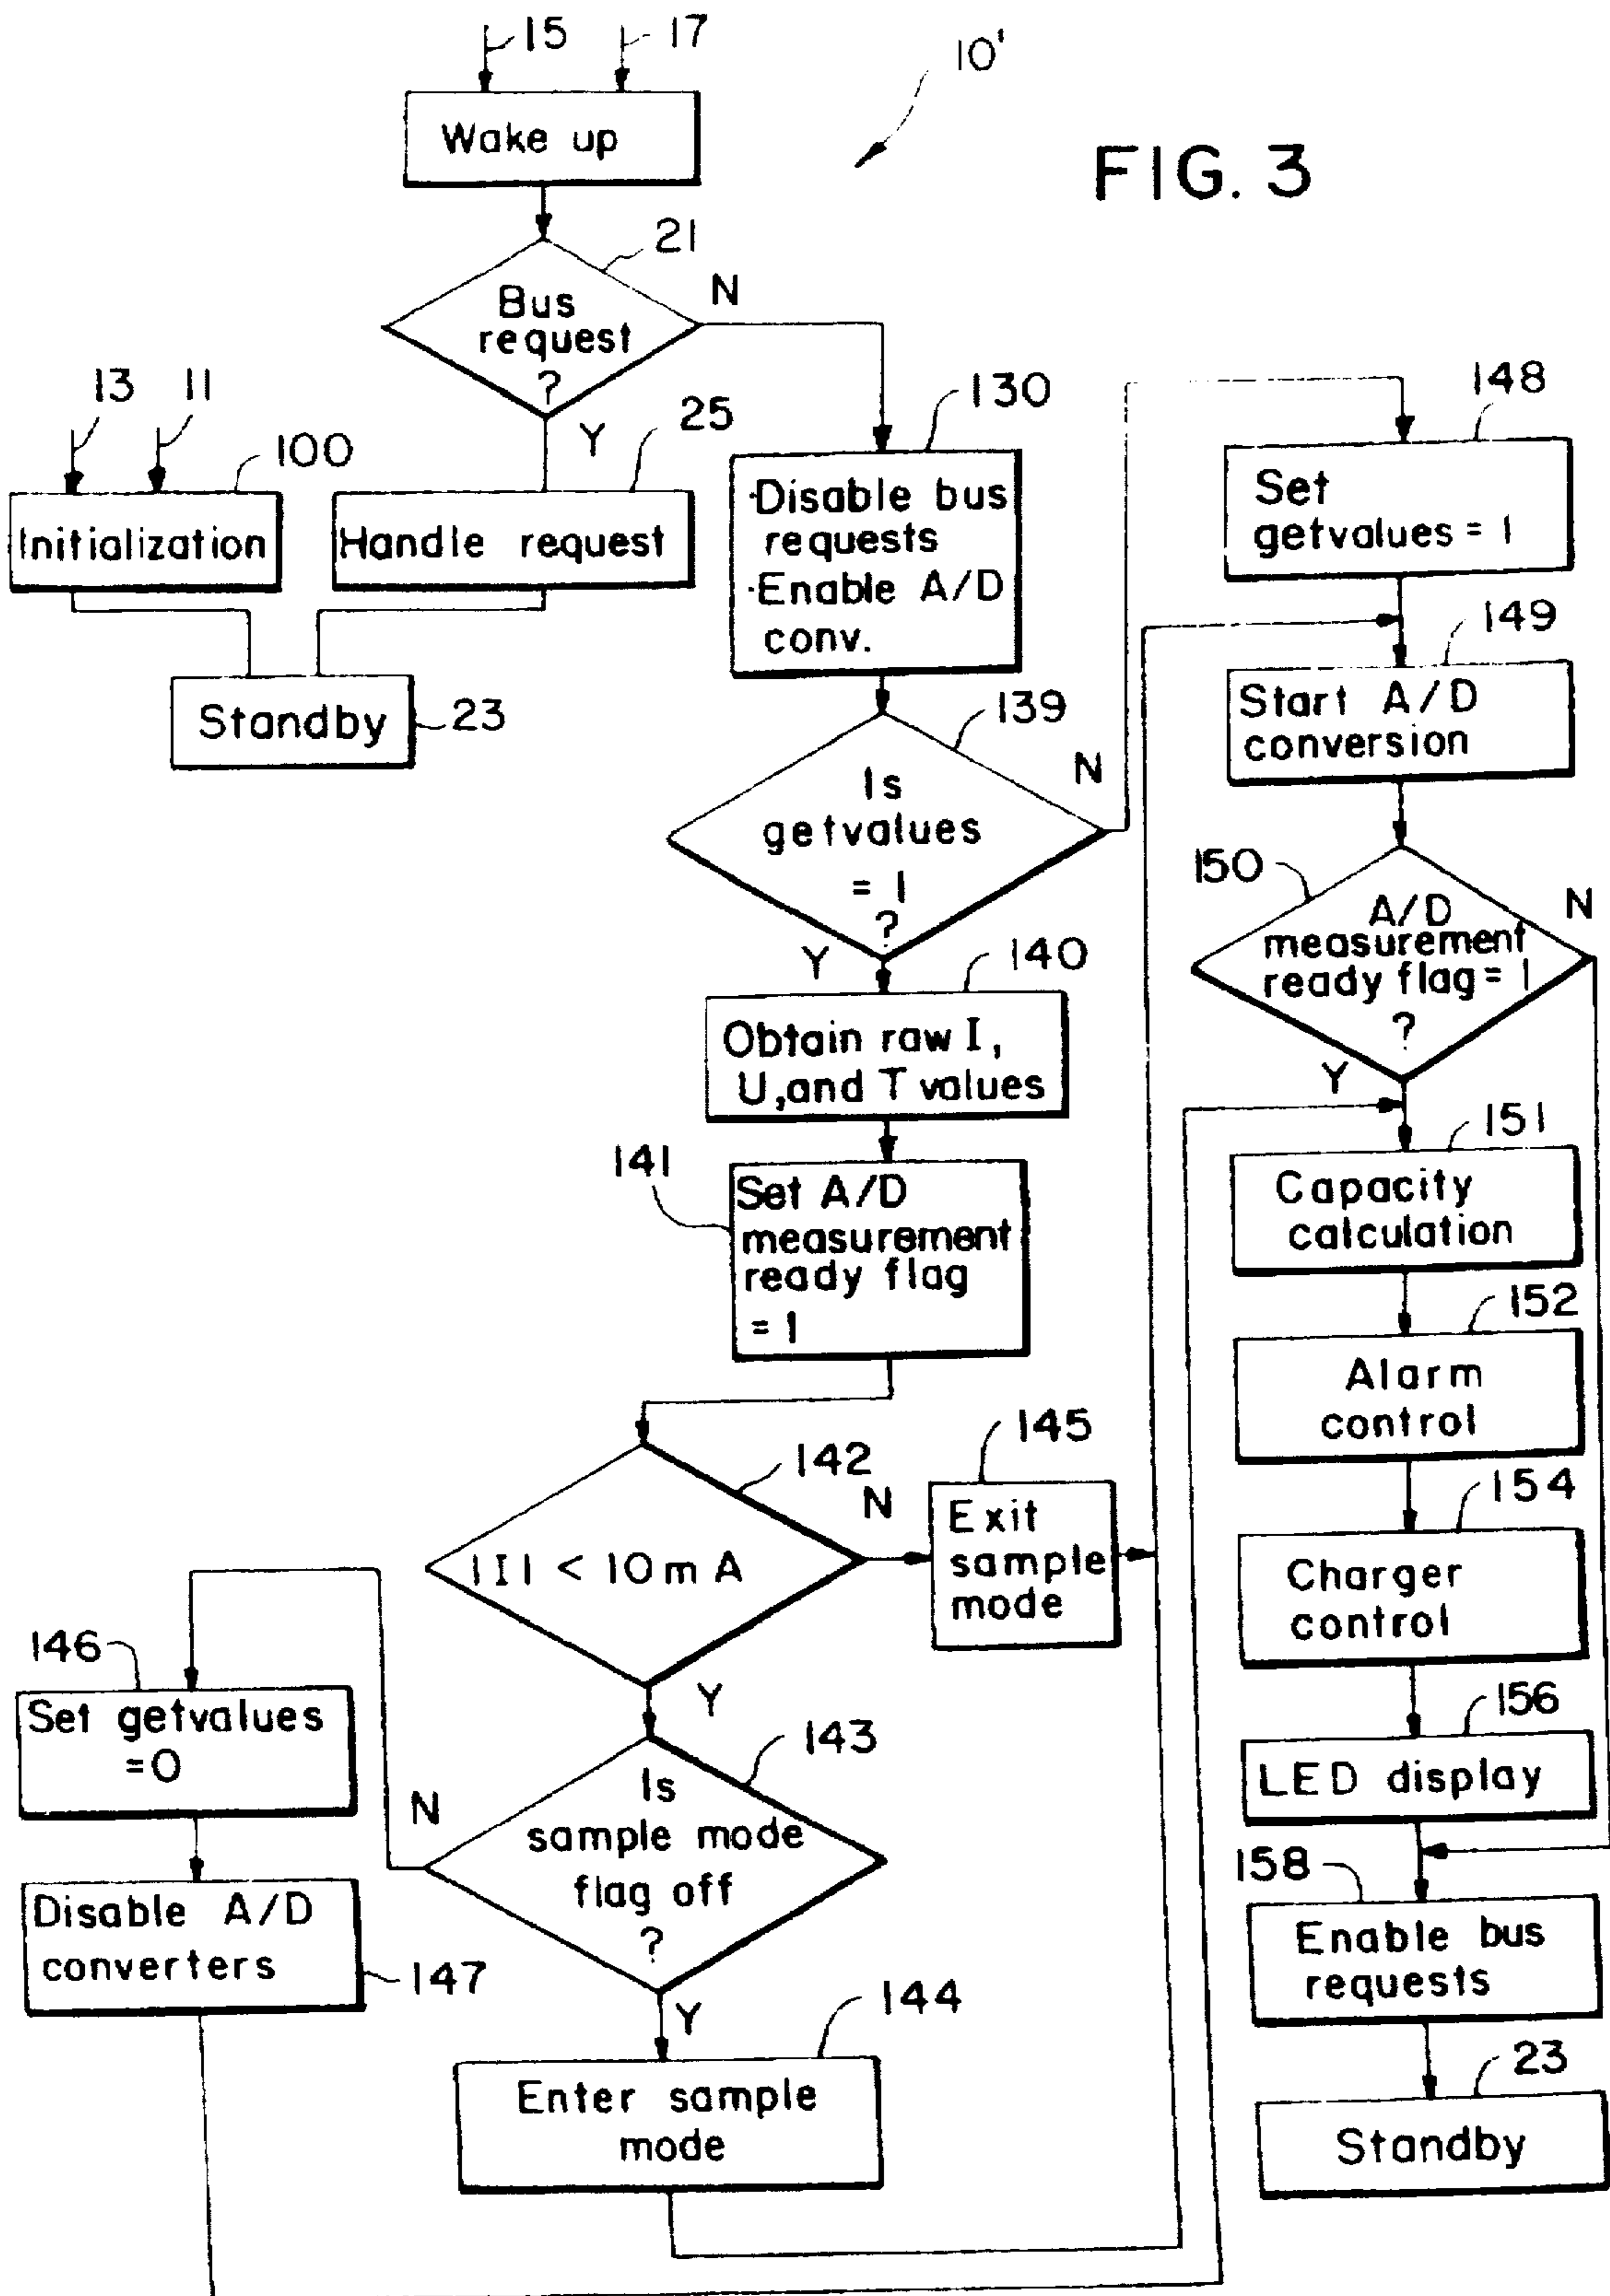 15
17
10'
FIG. 3
Wake up
21
Bus
request
?
N
Y
13
11
100
Initialization
25
Handle request
Standby
23
130
·Disable bus
requests
·Enable A/D
conv.
139
Is
getvalues
= 1
?
N
Y
140
Obtain raw I,
U,and T values
141
Set A/D
measurement
ready flag
= 1
142
|I| < 10mA
N
Y
145
Exit
sample
mode
143
Is
sample mode
flag off
?
N
Y
146
Set getvalues
=0
Disable A/D
converters
147
144
Enter sample
mode
148
Set
getvalues = 1
149
Start A/D
conversion
150
A/D
measurement
ready flag = 1
?
N
Y
151
Capacity
calculation
152
Alarm
control
154
Charger
control
156
LED display
158
Enable bus
requests
23
Standby